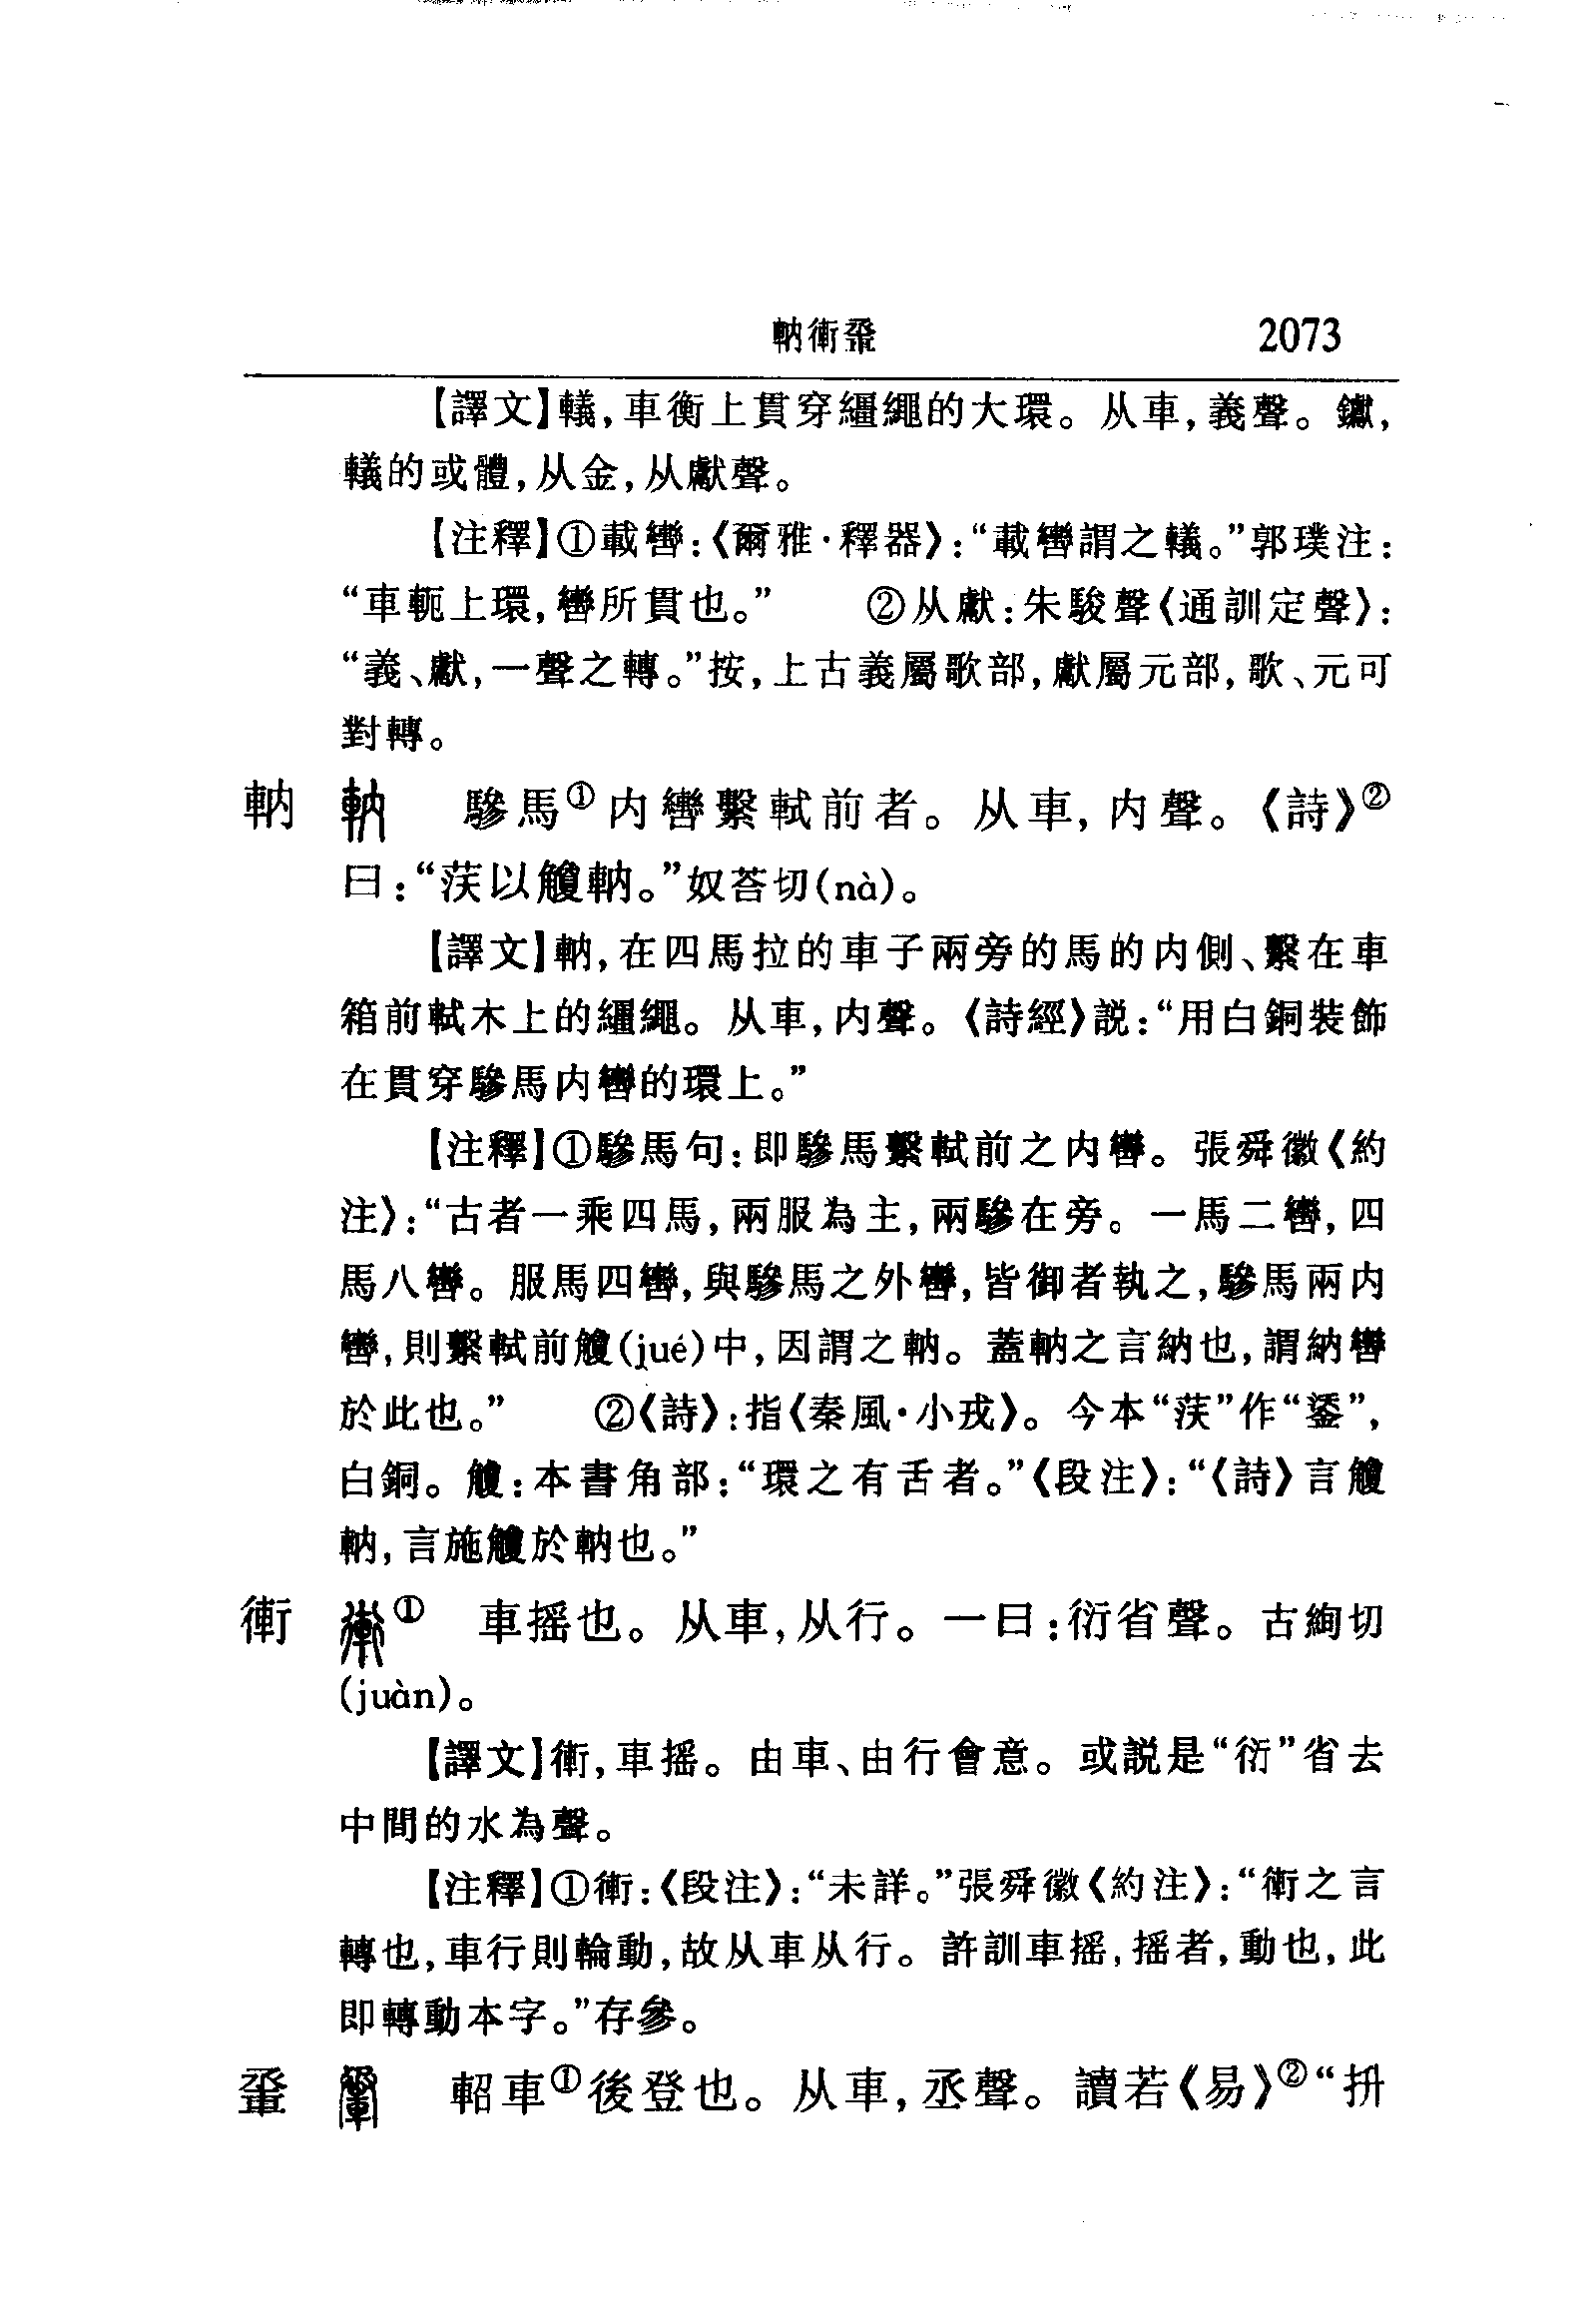 軜𨊻𨋬 2073
【譯文】轙,車衡上貫穿繮繩的大環。从車,義聲。钀,
轙的或體,从金,从獻聲。
【注釋】①載轡:《爾雅·釋器》:“載轡謂之轙。”郭璞注:
“車軛上環,轡所貫也。” ②从獻:朱駿聲《通訓定聲》:
“義、獻,一聲之轉。”按,上古義屬歌部,獻屬元部,歌、元可
對轉。
軜 軜 驂馬①内轡繫軾前者。从車,内聲。《詩》②
曰:“䒾以觼軜。”奴荅切(nà)。
【譯文】軜,在四馬拉的車子兩旁的馬的内側、繫在車
箱前軾木上的繮繩。从車,内聲。《詩經》説:“用白銅裝飾
在貫穿驂馬内轡的環上。”
【注釋】①驂馬句:即驂馬繫軾前之内轡。張舜徽《約
注》:“古者一乘四馬,兩服為主,兩驂在旁。一馬二轡,四
馬八轡。服馬四轡,與驂馬之外轡,皆御者執之,驂馬兩内
轡,則繫軾前觼(jué)中,因謂之軜。蓋軜之言納也,謂納轡
於此也。” ②《詩》:指《秦風·小戎》。今本“䒾”作“鋈”,
白銅。觼:本書角部:“環之有舌者。”《段注》:“《詩》言觼
軜,言施觼於軜也。”
𨊻 𨊻① 車摇也。从車,从行。一曰:衍省聲。古絢切
(juàn)。
【譯文】𨊻,車摇。由車、由行會意。或説是“衍”省去
中間的水為聲。
【注釋】①𨊻:《段注》:“未詳。”張舜徽《約注》:“𨊻之言
轉也,車行則輪動,故从車从行。許訓車摇,摇者,動也,此
即轉動本字。”存參。
𨋬 𨋬 軺車①後登也。从車,丞聲。讀若《易》②“抍